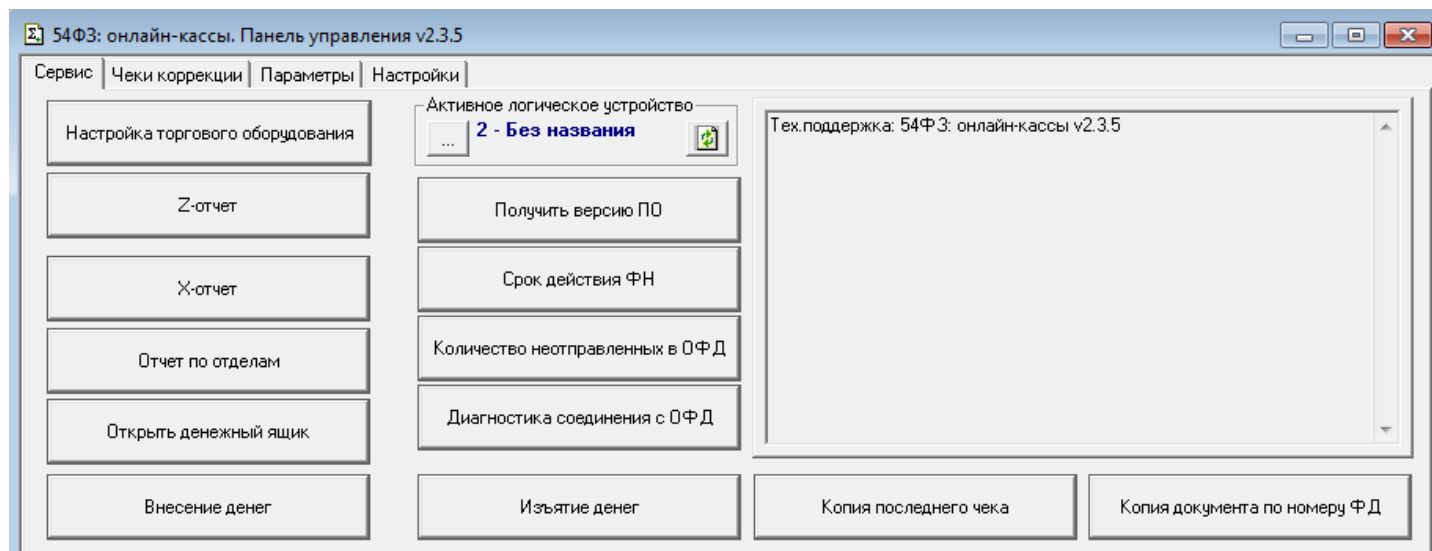 54ФЗ: онлайн-кассы. Панель управления v2.3.5
Сервис Чеки коррекции Параметры Настройки
Настройка торгового оборудования
Z-отчет
X-отчет
Отчет по отделам
Открыть денежный ящик
Внесение денег
Активное логическое устройство
... 2 - Без названия
Получить версию ПО
Срок действия ФН
Количество неотправленных в ОФД
Диагностика соединения с ОФД
Изъятие денег
Тех.поддержка: 54ФЗ: онлайн-кассы v2.3.5
Копия последнего чека
Копия документа по номеру ФД